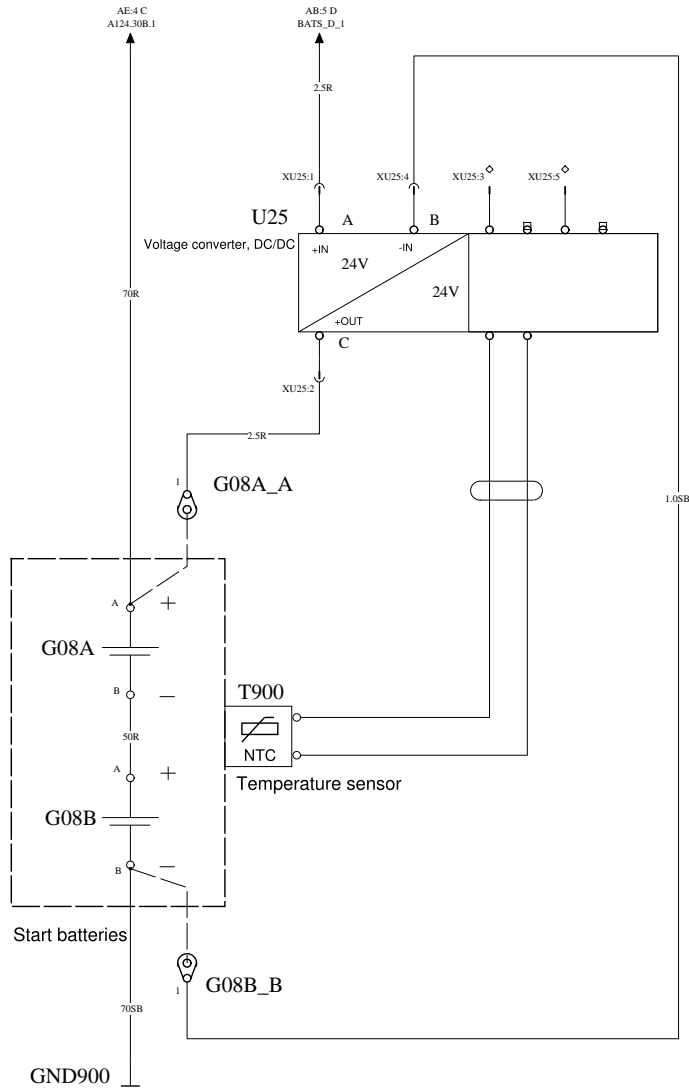 AE:4 C
A124.30B.1
AB:5 D
BATS_D_1
2.5R
XU25:1
XU25:4
XU25:3
XU25:5
U25
A
B
Voltage converter, DC/DC
+IN
-IN
24V
24V
70R
+OUT
C
XU25:2
2.5R
1
G08A_A
1.0SB
A
+
G08A
B
–
T900
50R
NTC
A
+
Temperature sensor
G08B
B
–
Start batteries
G08B_B
1
70SB
GND900